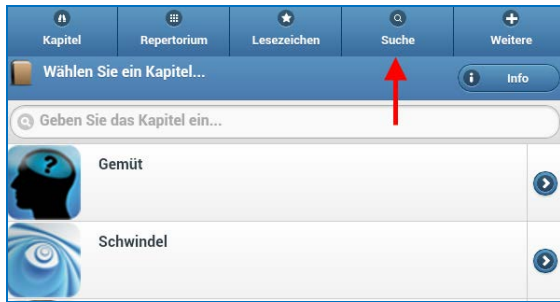 Kapitel Repertorium Lesezeichen Suche Weitere
Wählen Sie ein Kapitel...
Info
Geben Sie das Kapitel ein...
Gemüt
Schwindel